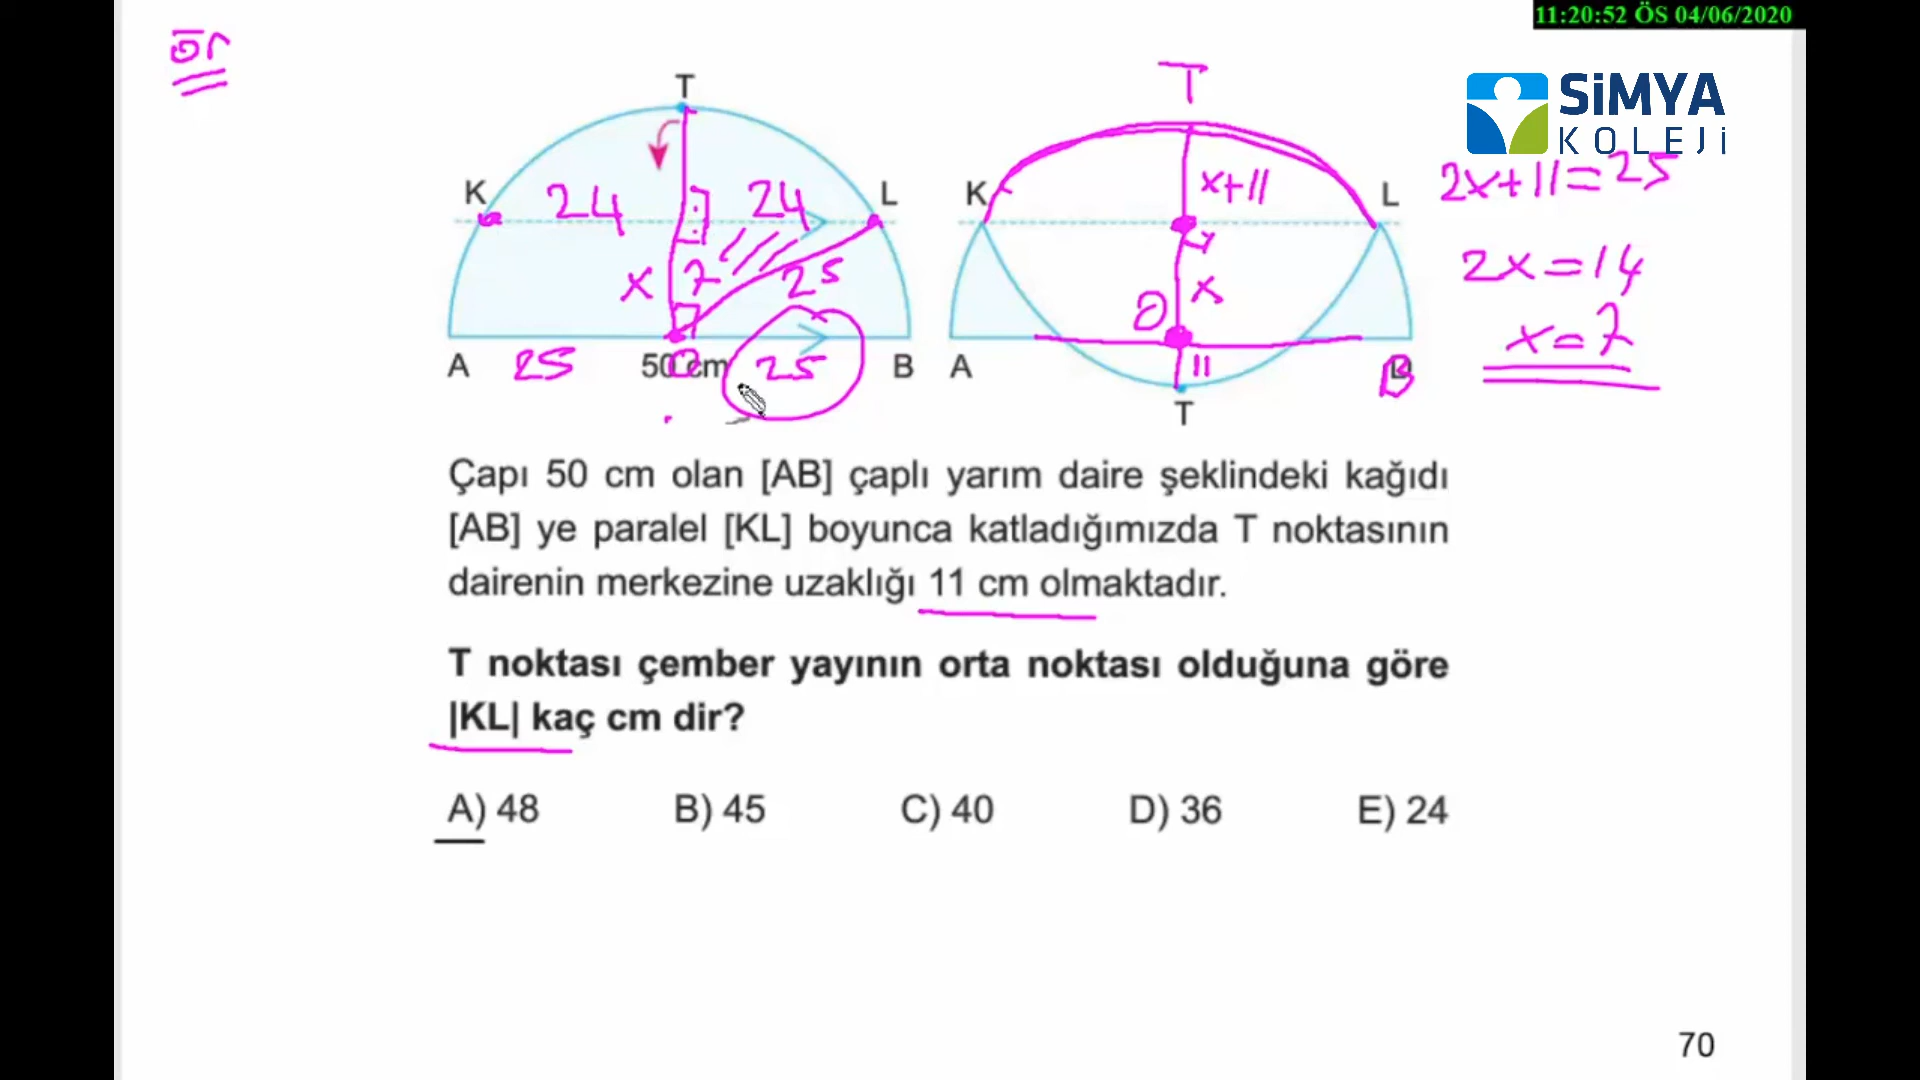 11:20:52 ÖS 04/06/2020
ör
SiMYA
KOLEJi
T
K
L
24
24
x
7
25
A
25
50 cm
O
25
B
T
K
L
x+11
x
O
11
A
B
T
2x+11=25
2x=14
x=7
Çapı 50 cm olan [AB] çaplı yarım daire şeklindeki kağıdı
[AB] ye paralel [KL] boyunca katladığımızda T noktasının
dairenin merkezine uzaklığı 11 cm olmaktadır.
T noktası çember yayının orta noktası olduğuna göre
|KL| kaç cm dir?
A) 48 B) 45 C) 40 D) 36 E) 24
70